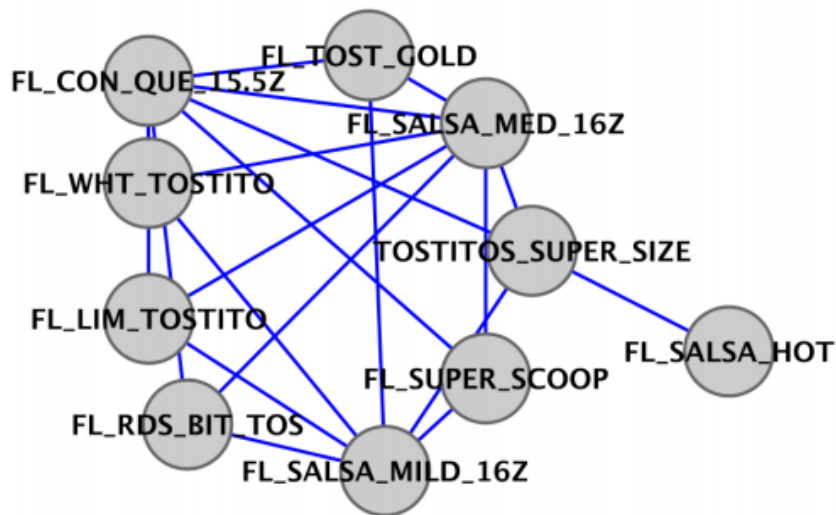 FL_TOST_GOLD
FL_CON_QUE_15.5Z
FL_SALSA_MED_16Z
FL_WHT_TOSTITO
TOSTITOS_SUPER_SIZE
FL_LIM_TOSTITO
FL_SALSA_HOT
FL_SUPER_SCOOP
FL_RDS_BIT_TOS
FL_SALSA_MILD_16Z